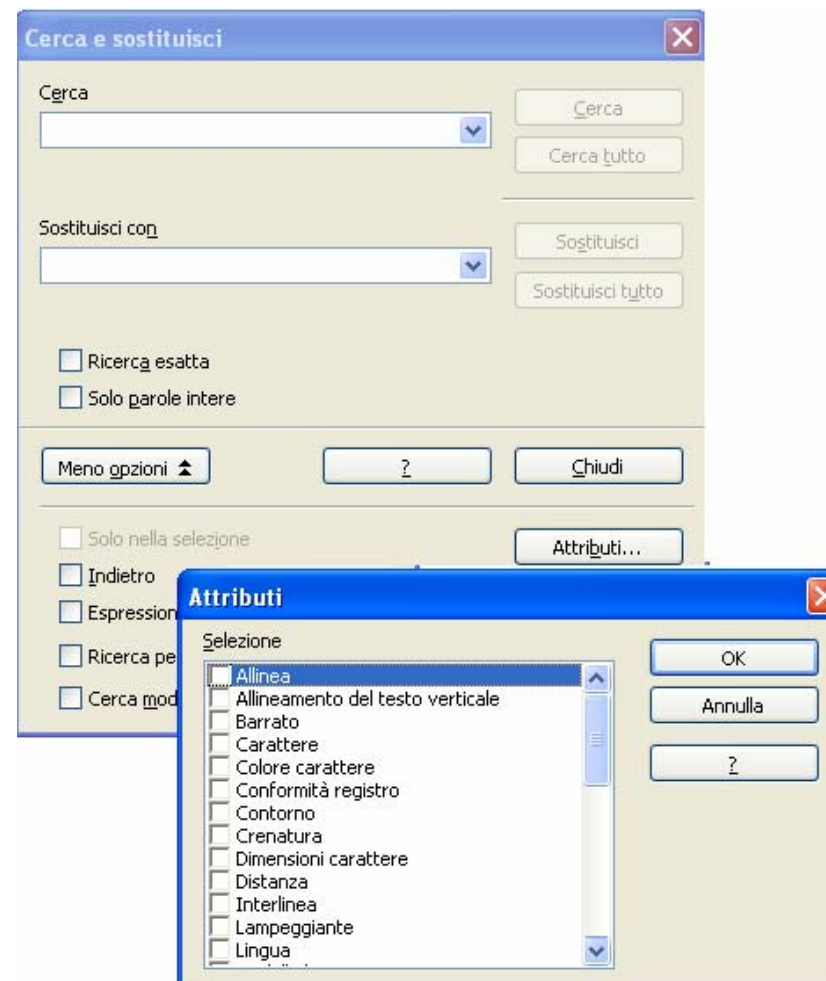 Cerca e sostituisci
Cerca
Cerca
Cerca tutto
Sostituisci con
Sostituisci
Sostituisci tutto
Ricerca esatta
Solo parole intere
Meno opzioni
?
Chiudi
Solo nella selezione
Attributi...
Indietro
Ricerca
Cerca
Attributi
Selezione
Allinea
Allineamento del testo verticale
Barrato
Carattere
Colore carattere
Conformità registro
Contorno
Crenatura
Dimensioni carattere
Distanza
Interlinea
Lampeggiante
Lingua
OK
Annulla
?